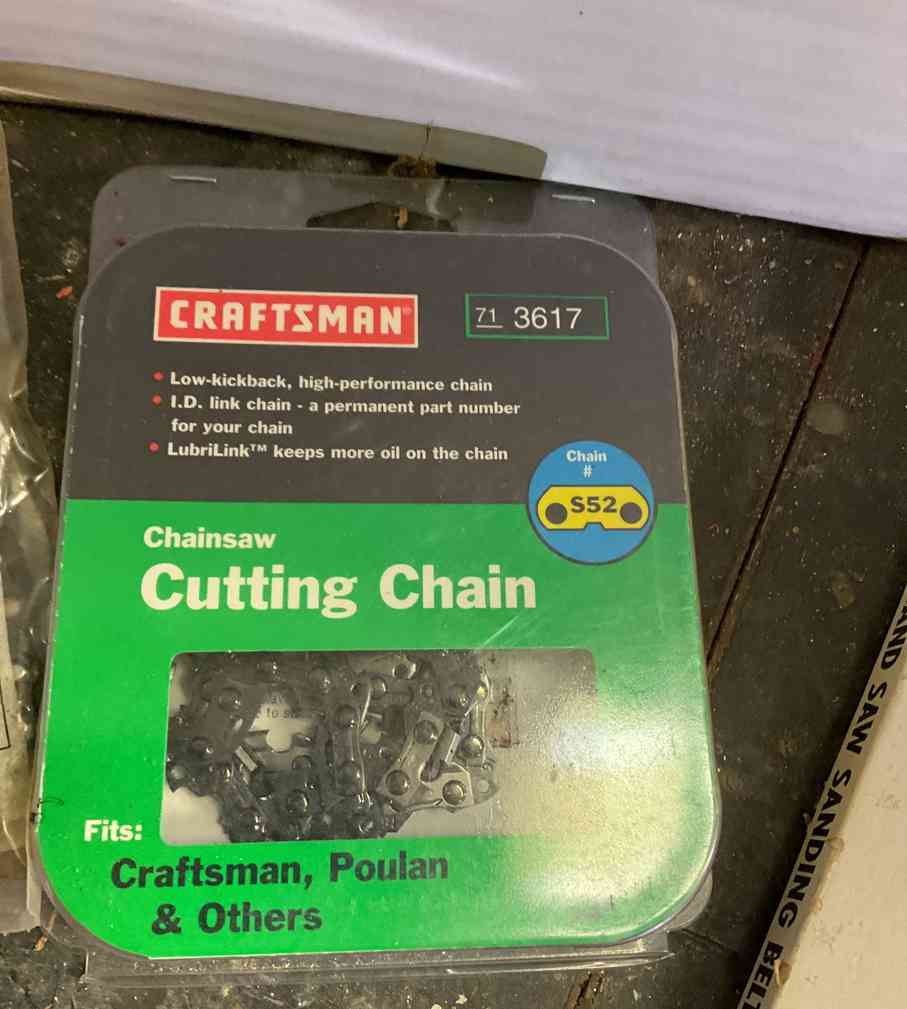 CRAFTSMAN®
71 3617
• Low-kickback, high-performance chain
• I.D. link chain - a permanent part number
for your chain
• LubriLink™ keeps more oil on the chain
Chain
#
S52
Chainsaw
Cutting Chain
Fits:
Craftsman, Poulan
& Others
AND SAW SANDING BELT